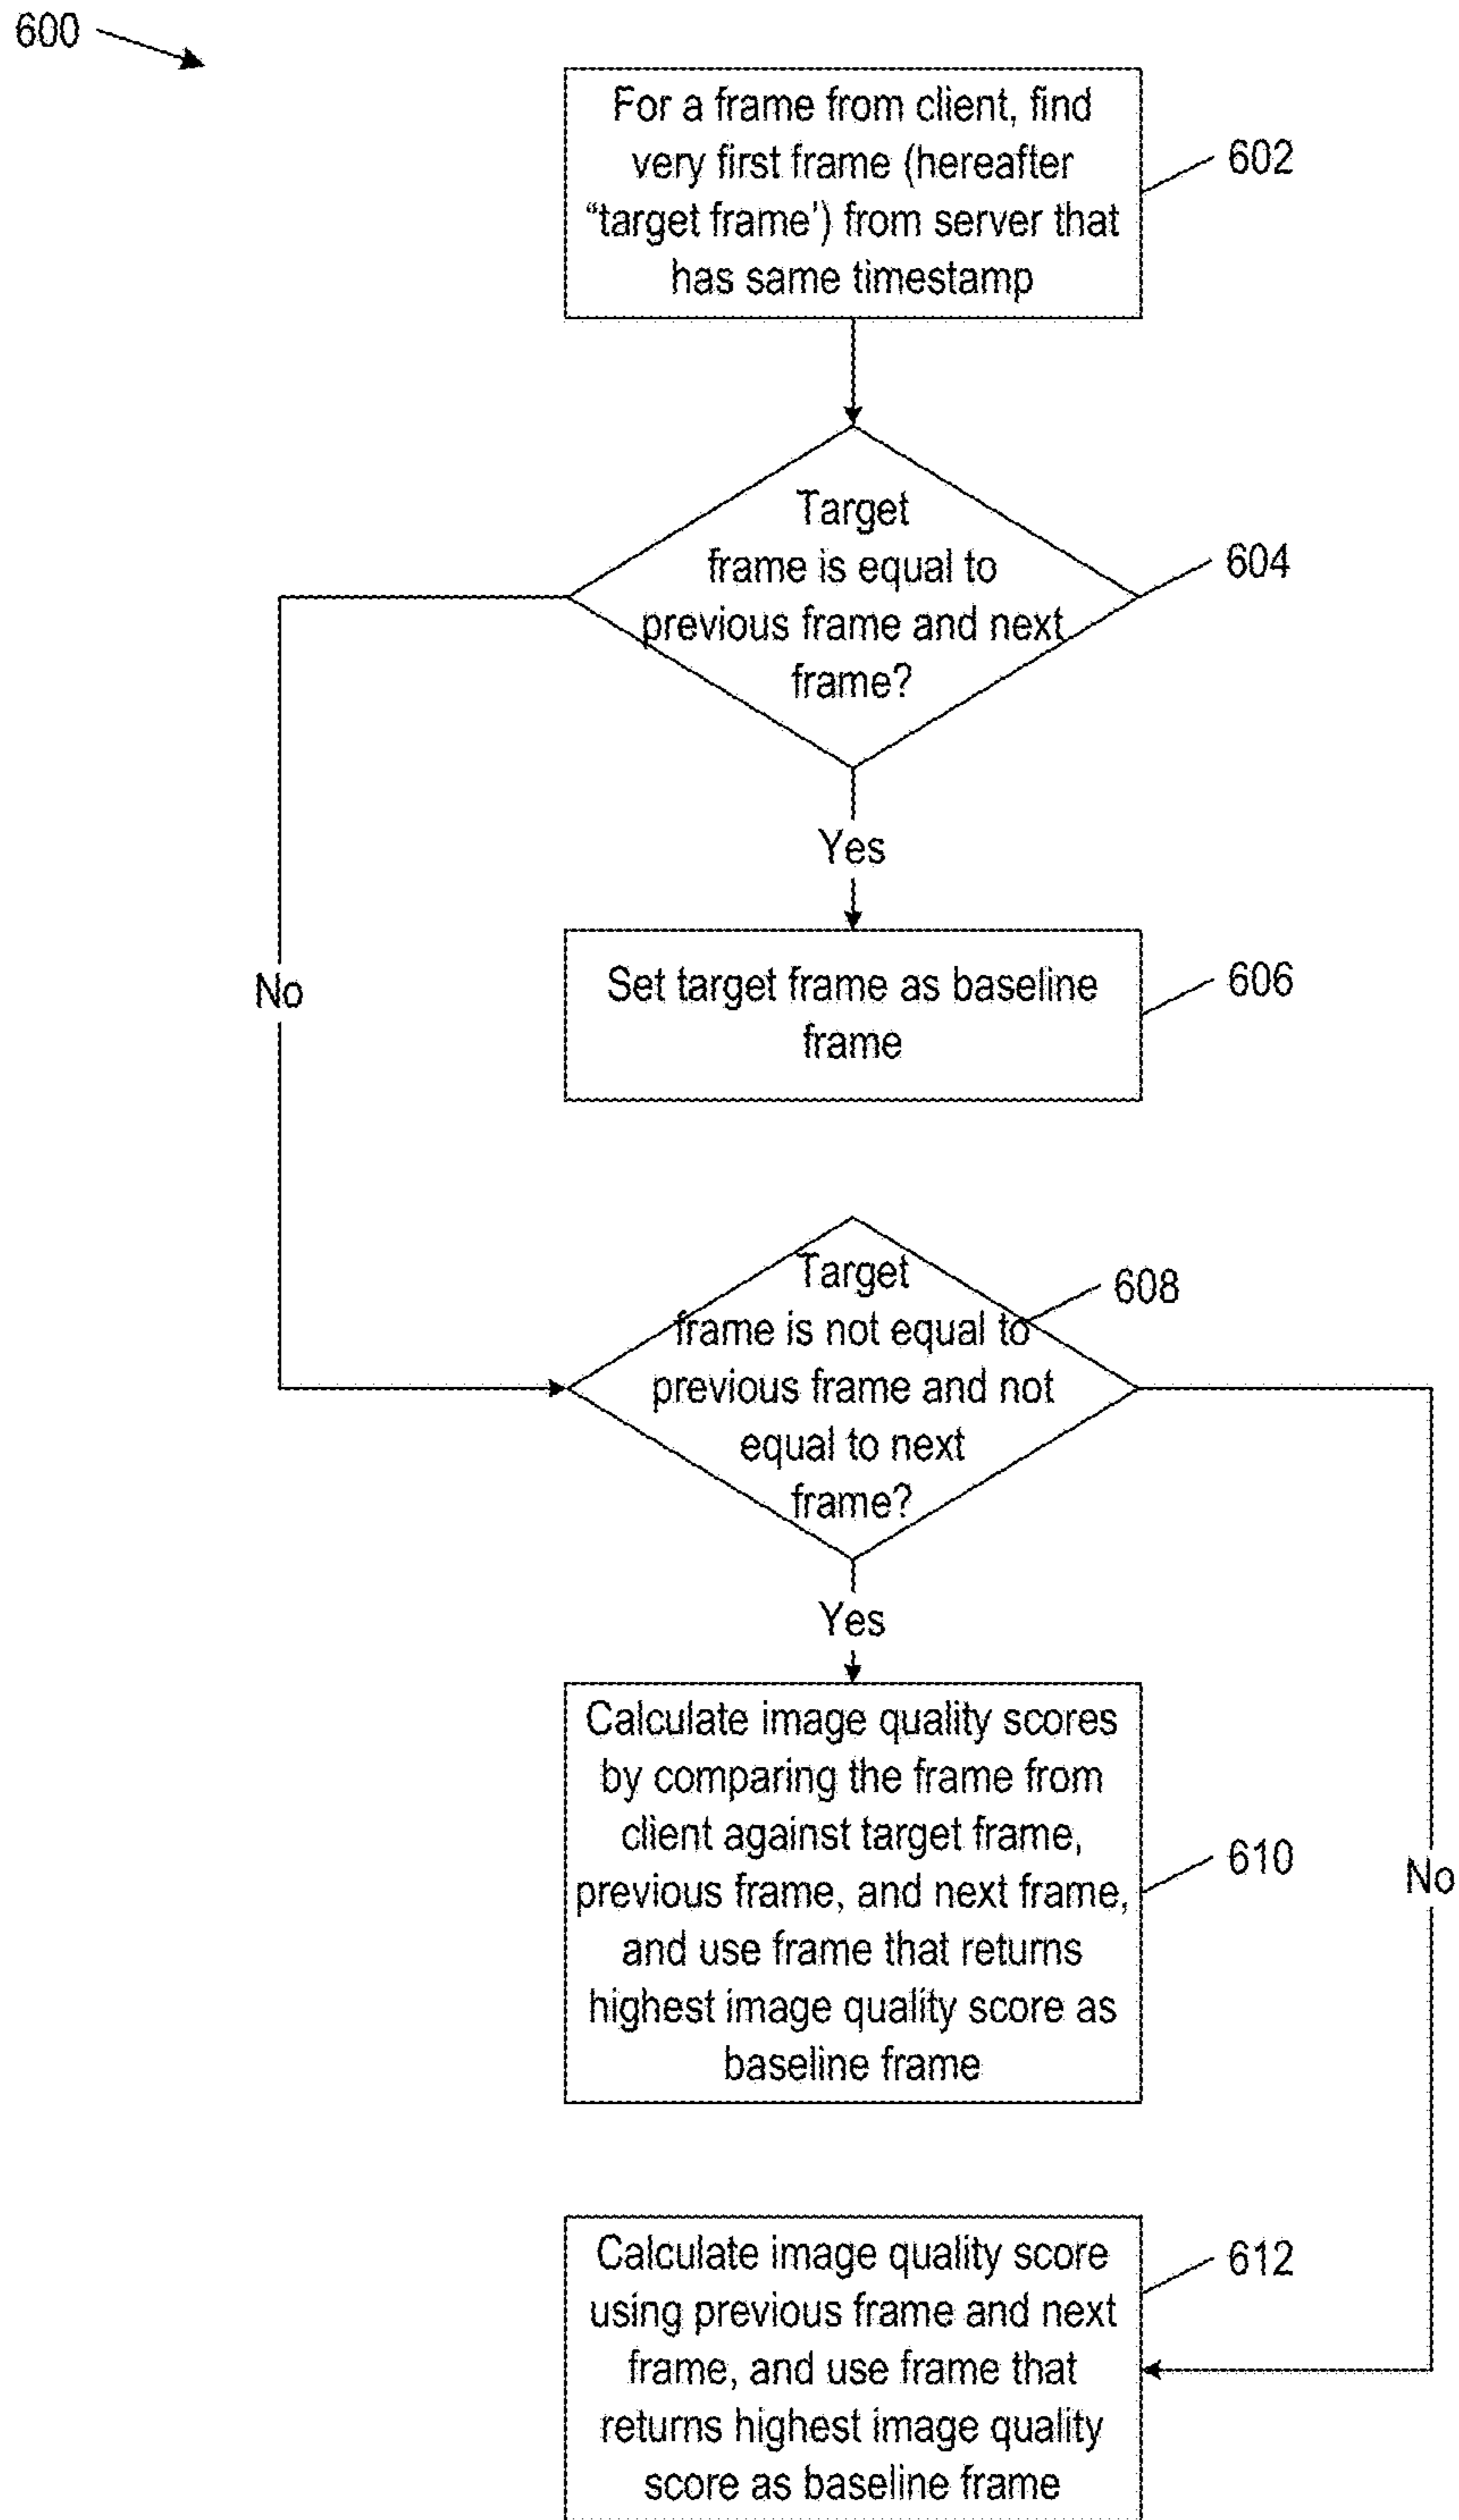 600
For a frame from client, find
very first frame (hereafter
“target frame') from server that
has same timestamp
602
Target
frame is equal to
previous frame and next
frame?
604
Yes
No
Set target frame as baseline
frame
606
Target
frame is not equal to
previous frame and not
equal to next
frame?
608
Yes
No
Calculate image quality scores
by comparing the frame from
client against target frame,
previous frame, and next frame,
and use frame that returns
highest image quality score as
baseline frame
610
Calculate image quality score
using previous frame and next
frame, and use frame that
returns highest image quality
score as baseline frame
612